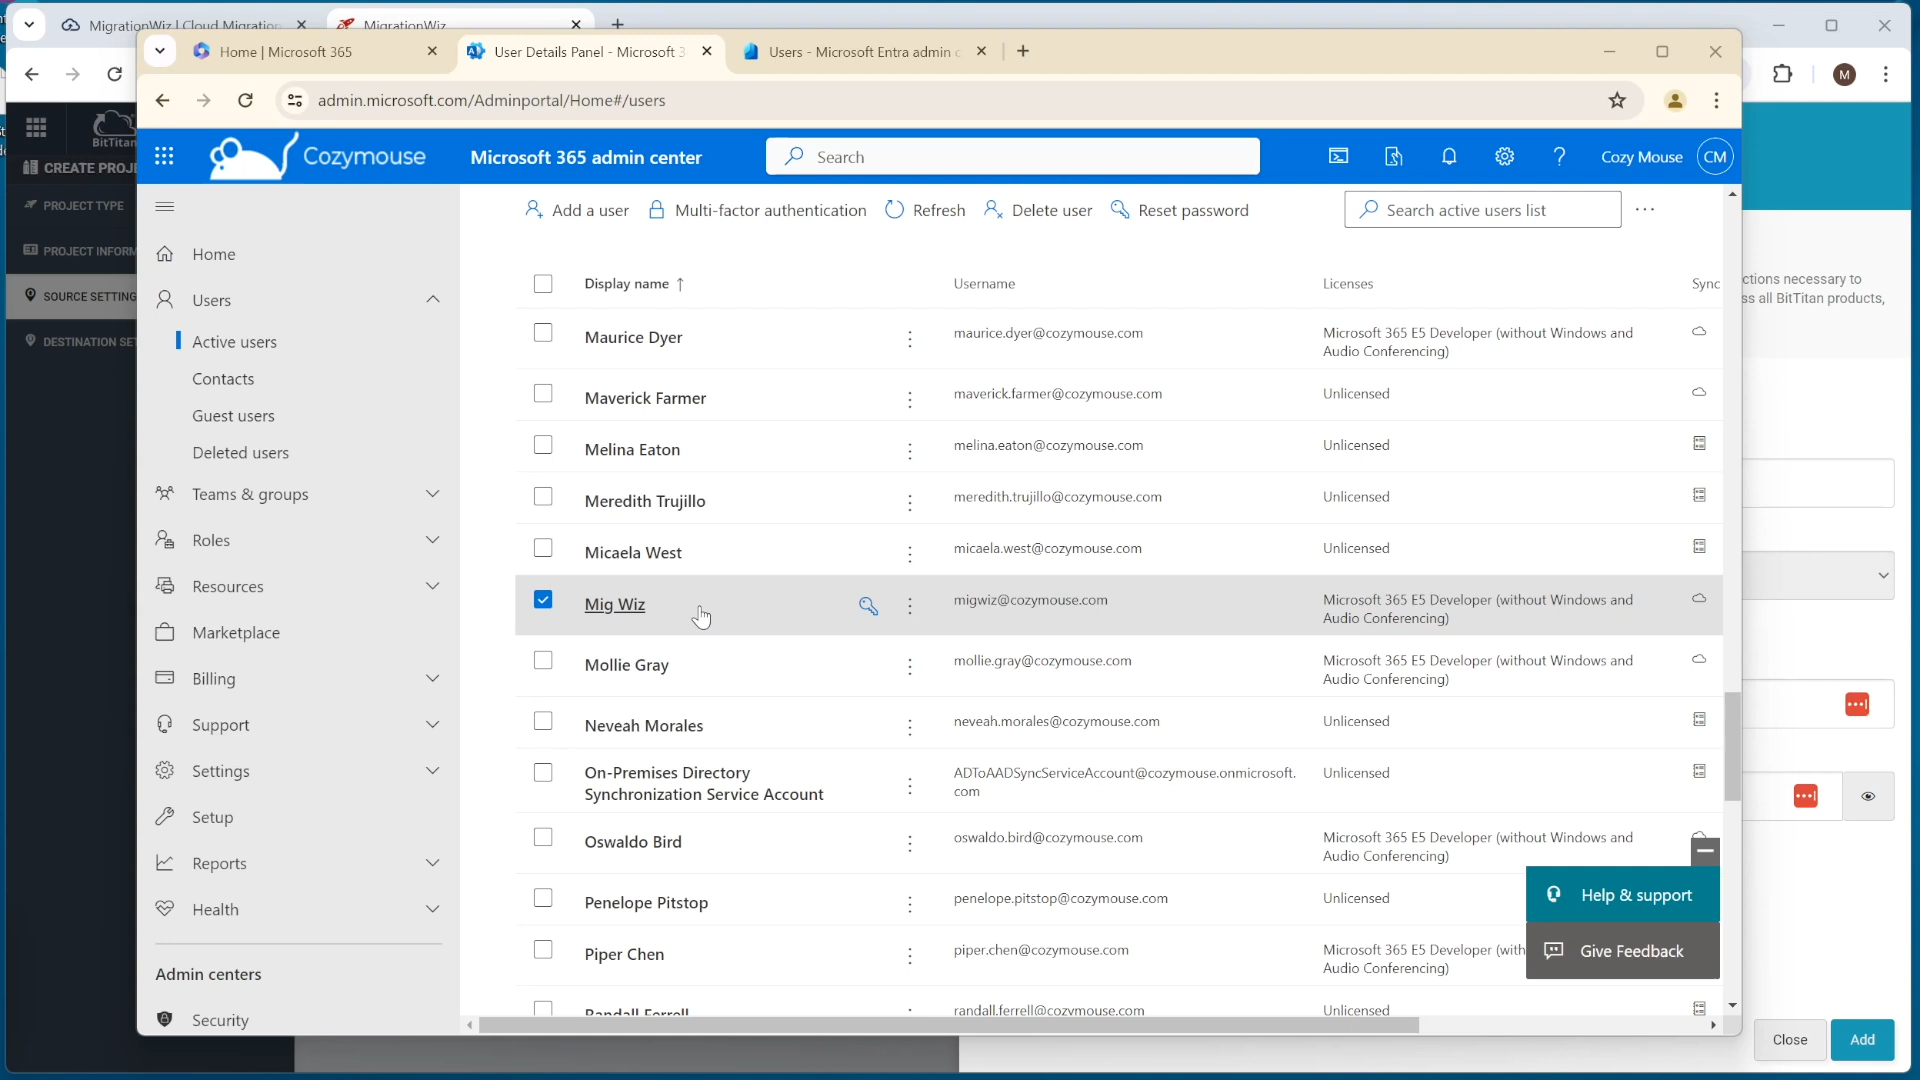 MigrationWiz | Cloud Migration
MigrationWiz
Home | Microsoft 365
User Details Panel - Microsoft 3
Users - Microsoft Entra admin c
admin.microsoft.com/Adminportal/Home#/users
M
BitTitan
CREATE PROJE
PROJECT TYPE
PROJECT INFORM
SOURCE SETTING
DESTINATION SET
Cozymouse
Microsoft 365 admin center
Search
Cozy Mouse
CM
Add a user
Multi-factor authentication
Refresh
Delete user
Reset password
Search active users list
Home
Users
Active users
Contacts
Guest users
Deleted users
Teams & groups
Roles
Resources
Marketplace
Billing
Support
Settings
Setup
Reports
Health
Admin centers
Security
Display name ↑
Username
Licenses
Sync
Maurice Dyer
maurice.dyer@cozymouse.com
Microsoft 365 E5 Developer (without Windows and
Audio Conferencing)
Maverick Farmer
maverick.farmer@cozymouse.com
Unlicensed
Melina Eaton
melina.eaton@cozymouse.com
Unlicensed
Meredith Trujillo
meredith.trujillo@cozymouse.com
Unlicensed
Micaela West
micaela.west@cozymouse.com
Unlicensed
Mig Wiz
migwiz@cozymouse.com
Microsoft 365 E5 Developer (without Windows and
Audio Conferencing)
Mollie Gray
mollie.gray@cozymouse.com
Microsoft 365 E5 Developer (without Windows and
Audio Conferencing)
Neveah Morales
neveah.morales@cozymouse.com
Unlicensed
On-Premises Directory
Synchronization Service Account
ADToAADSyncServiceAccount@cozymouse.onmicrosoft.
com
Unlicensed
Oswaldo Bird
oswaldo.bird@cozymouse.com
Microsoft 365 E5 Developer (without Windows and
Audio Conferencing)
Penelope Pitstop
penelope.pitstop@cozymouse.com
Unlicensed
Piper Chen
piper.chen@cozymouse.com
Microsoft 365 E5 Developer (with
Audio Conferencing)
Randall Ferrell
randall.ferrell@cozymouse.com
Unlicensed
Help & support
Give Feedback
ctions necessary to
ss all BitTitan products,
Close
Add